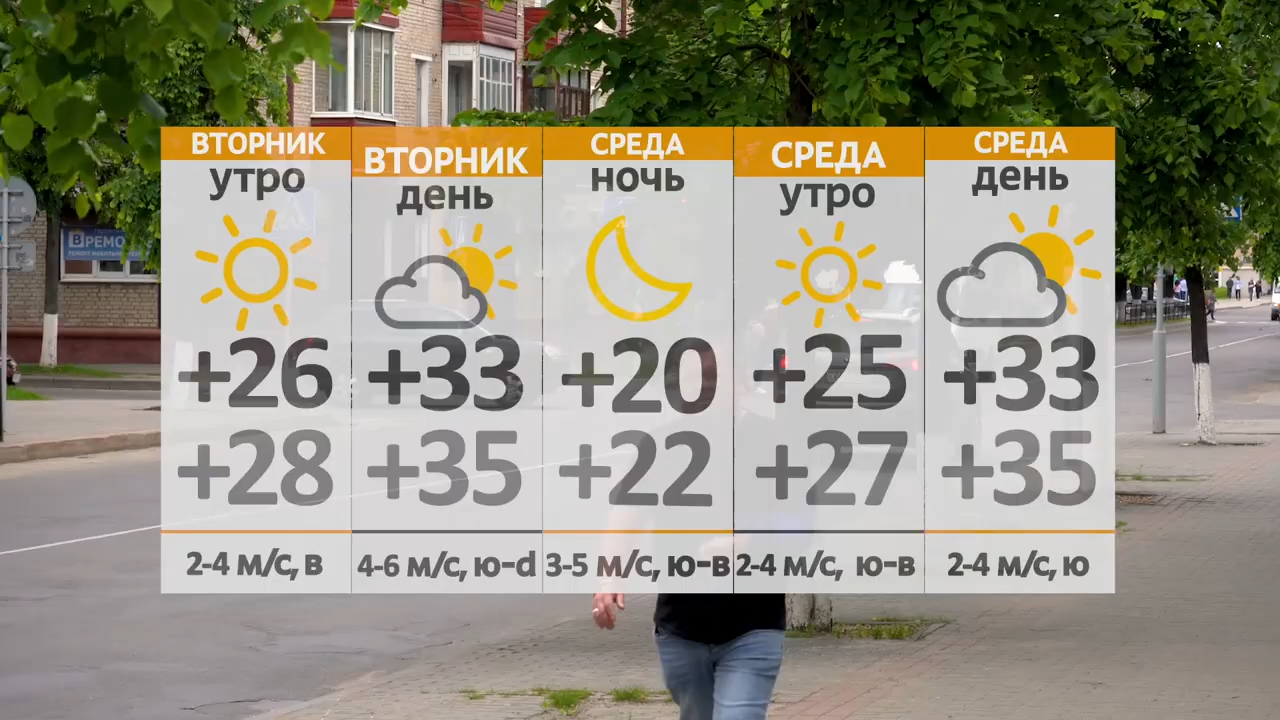 ВТОРНИК
утро
+26
+28
2-4 м/с, в
ВТОРНИК
день
+33
+35
4-6 м/с, ю-d
СРЕДА
ночь
+20
+22
3-5 м/с, ю-в
СРЕДА
утро
+25
+27
2-4 м/с, ю-в
СРЕДА
день
+33
+35
2-4 м/с, ю
ВРЕМО